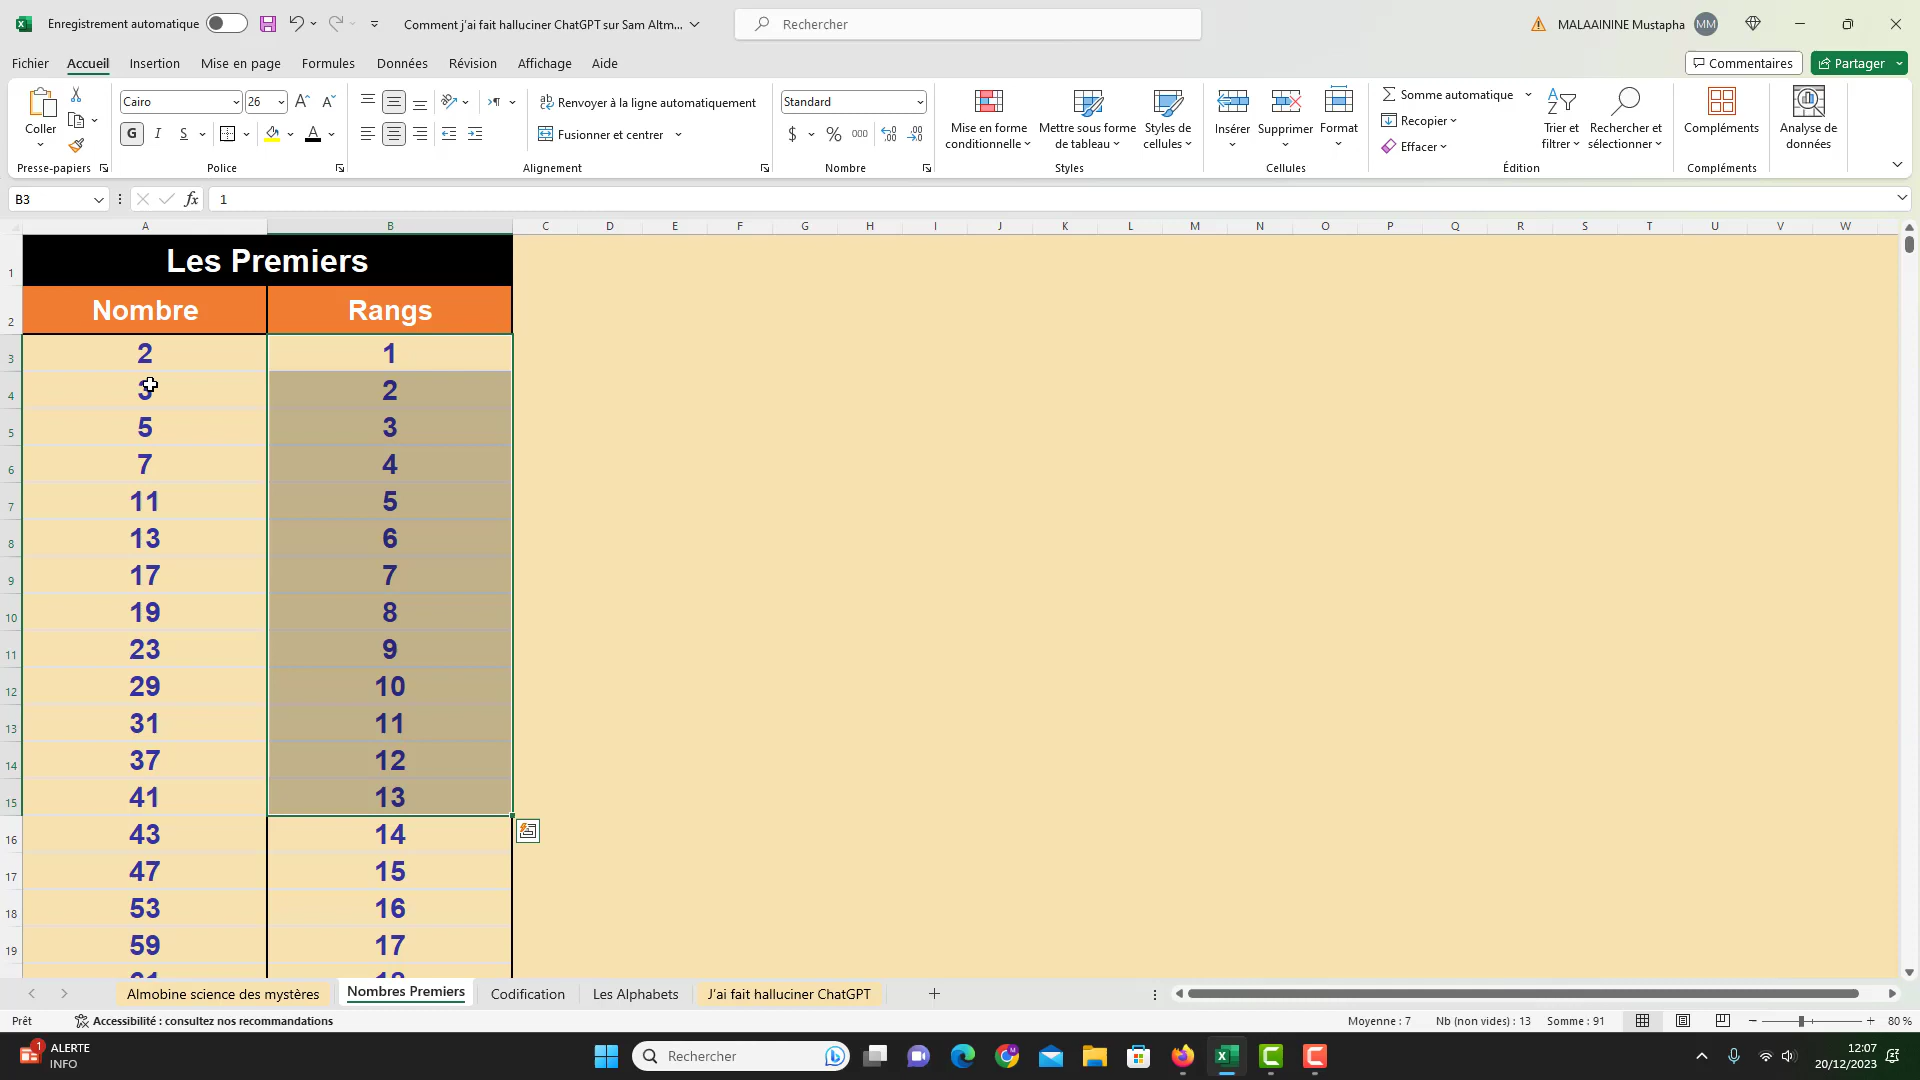 Enregistrement automatique
Comment j'ai fait halluciner ChatGPT sur Sam Altm...
Rechercher
MALAAININE Mustapha
MM
Fichier
Accueil
Insertion
Mise en page
Formules
Données
Révision
Affichage
Aide
Commentaires
Partager
Coller
Cairo
26
Renvoyer à la ligne automatiquement
Standard
Mise en forme
conditionnelle
Mettre sous forme
de tableau
Styles de
cellules
Insérer
Supprimer
Format
Somme automatique
Recopier
Effacer
Trier et
filtrer
Rechercher et
sélectionner
Compléments
Analyse de
données
G I S
Fusionner et centrer
$ % 000
Presse-papiers
Police
Alignement
Nombre
Styles
Cellules
Édition
Compléments
B3
fx
1
A B C D E F G H I J K L M N O P Q R S T U V W
1 Les Premiers
2 Nombre Rangs
3 2 1
4 3 2
5 5 3
6 7 4
7 11 5
8 13 6
9 17 7
10 19 8
11 23 9
12 29 10
13 31 11
14 37 12
15 41 13
16 43 14
17 47 15
18 53 16
19 59 17
Almobine science des mystères
Nombres Premiers
Codification
Les Alphabets
J'ai fait halluciner ChatGPT
Prêt
Accessibilité : consultez nos recommandations
Moyenne : 7
Nb (non vides) : 13
Somme : 91
80 %
1
ALERTE
INFO
Rechercher
12:07
20/12/2023